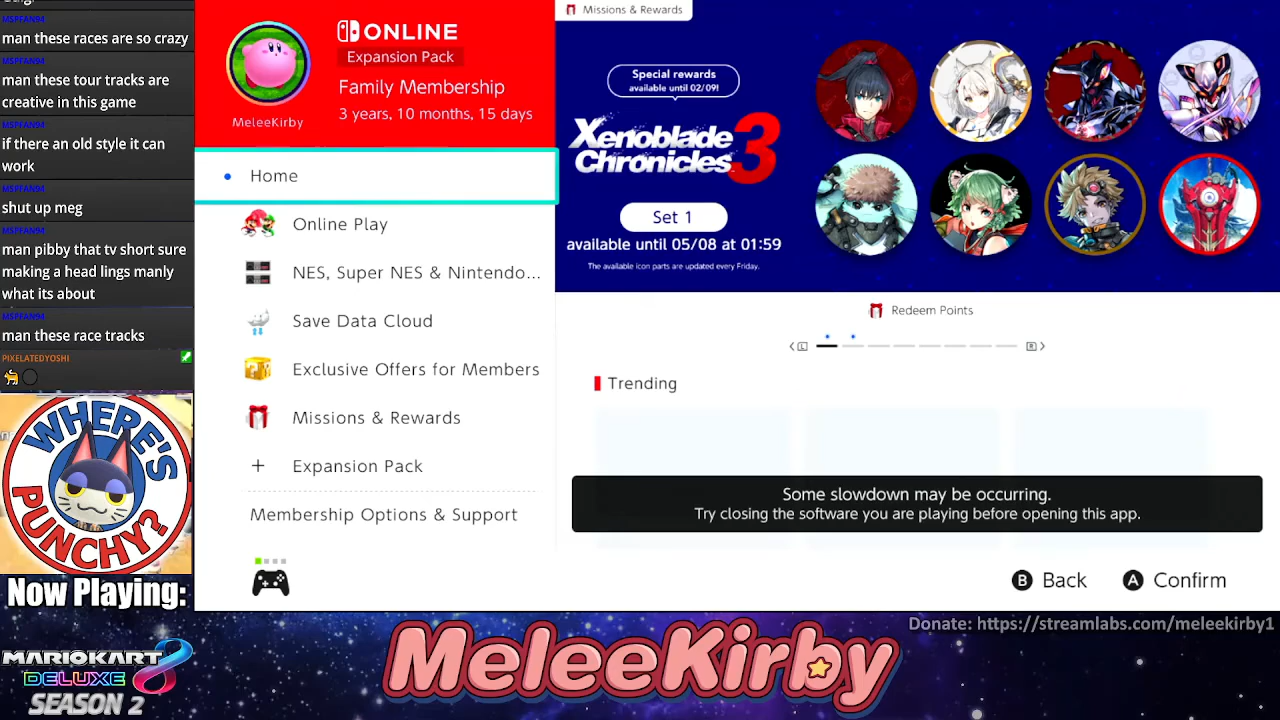 MSPFAN94
man these races are so crazy
MSPFAN94
man these tour tracks are
creative in this game
MSPFAN94
if there an old style it can
work
MSPFAN94
shut up meg
MSPFAN94
man pibby that tv short sure
making a head lings manly
what its about
MSPFAN94
man these race tracks
PIXELATEDYOSHI
WHERE'S
PUNCHY?
Now Playing:
MARIOKART 8
DELUXE
SEASON 2
MeleeKirby
ONLINE
Expansion Pack
Family Membership
3 years, 10 months, 15 days
Home
Online Play
NES, Super NES & Nintendo...
Save Data Cloud
Exclusive Offers for Members
Missions & Rewards
+ Expansion Pack
Membership Options & Support
Missions & Rewards
Special rewards
available until 02/09!
Xenoblade
Chronicles 3
Set 1
available until 05/08 at 01:59
The available icon parts are updated every Friday.
Redeem Points
L
R
Trending
Some slowdown may be occurring.
Try closing the software you are playing before opening this app.
B Back
A Confirm
MeleeKirby
Donate: https://streamlabs.com/meleekirby1